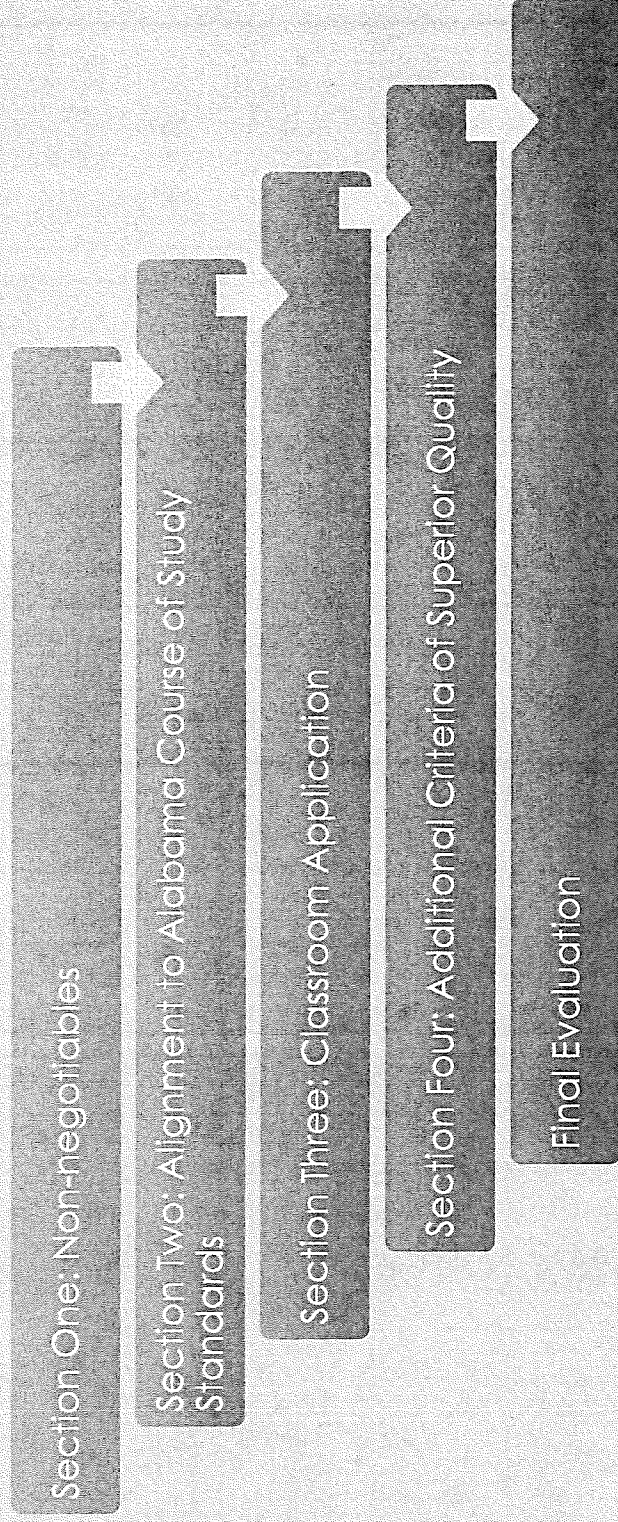 Section One: Non-negotiables
Section Two: Alignment to Alabama Course of Study
Standards
Section Three: Classroom Application
Section Four: Additional Criteria of Superior Quality
Final Evaluation